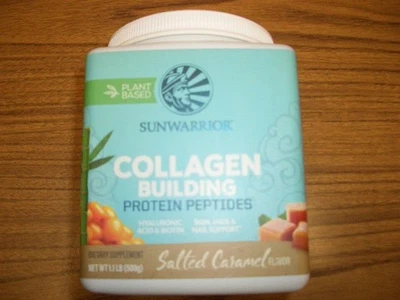 PLANT
BASED
SUNWARRIOR
COLLAGEN
BUILDING
PROTEIN PEPTIDES
HYALURONIC SKIN, HAIR &
ACID & BIOTIN NAIL SUPPORT
DIETARY SUPPLEMENT
NET WT 1.1 LB (500g)
Salted Caramel FLAVOR